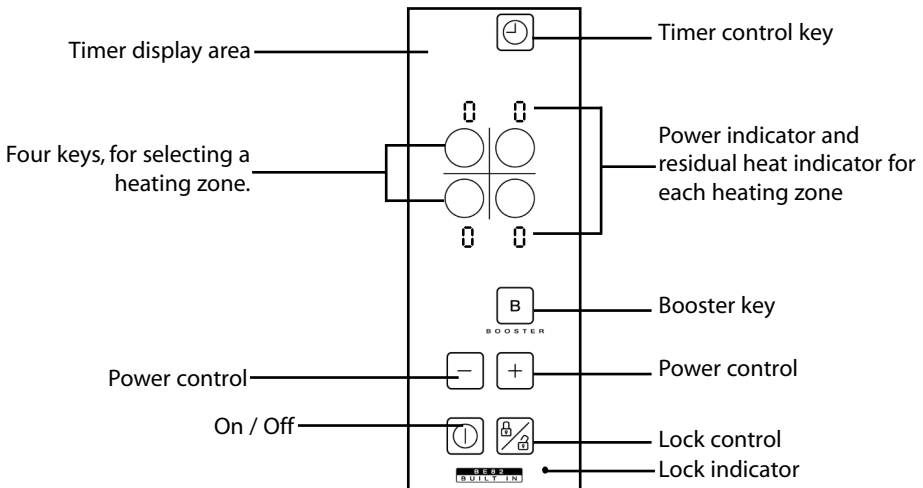 Timer display area
Timer control key
0 0
Four keys, for selecting a
heating zone.
Power indicator and
residual heat indicator for
each heating zone
0 0
B
BOOSTER
Booster key
Power control
− +
Power control
On / Off
Lock control
BE82
BUILT IN
Lock indicator